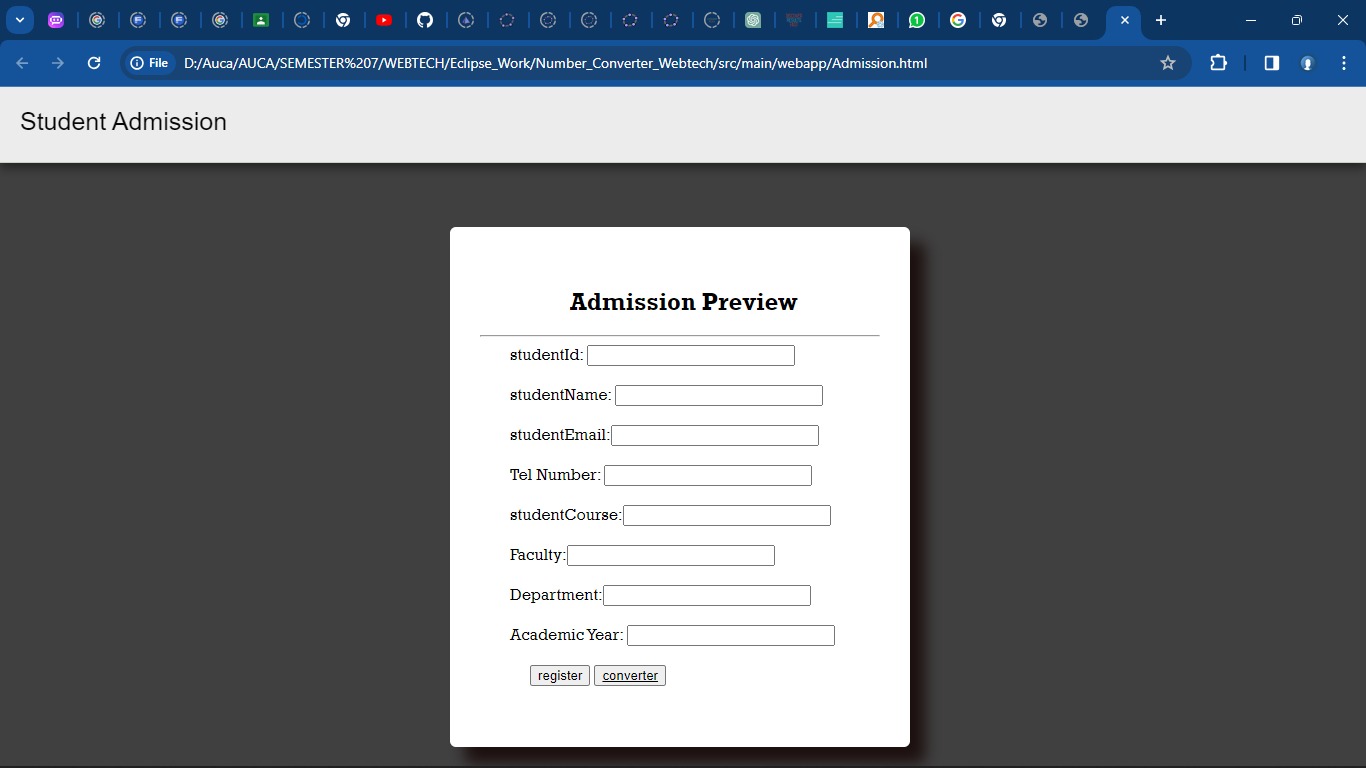 File D:/Auca/AUCA/SEMESTER%207/WEBTECH/Eclipse_Work/Number_Converter_Webtech/src/main/webapp/Admission.html
Student Admission
Admission Preview
studentId:
studentName:
studentEmail:
Tel Number:
studentCourse:
Faculty:
Department:
Academic Year:
register converter